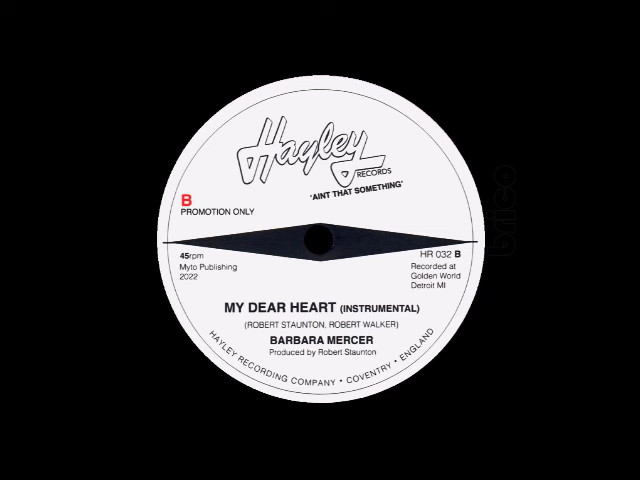 Hayley
RECORDS
'AINT THAT SOMETHING'
B
PROMOTION ONLY
45rpm
Myto Publishing
2022
HR 032 B
Recorded at
Golden World
Detroit MI
MY DEAR HEART (INSTRUMENTAL)
(ROBERT STAUNTON, ROBERT WALKER)
BARBARA MERCER
Produced by Robert Staunton
HAYLEY RECORDING COMPANY • COVENTRY • ENGLAND
brico